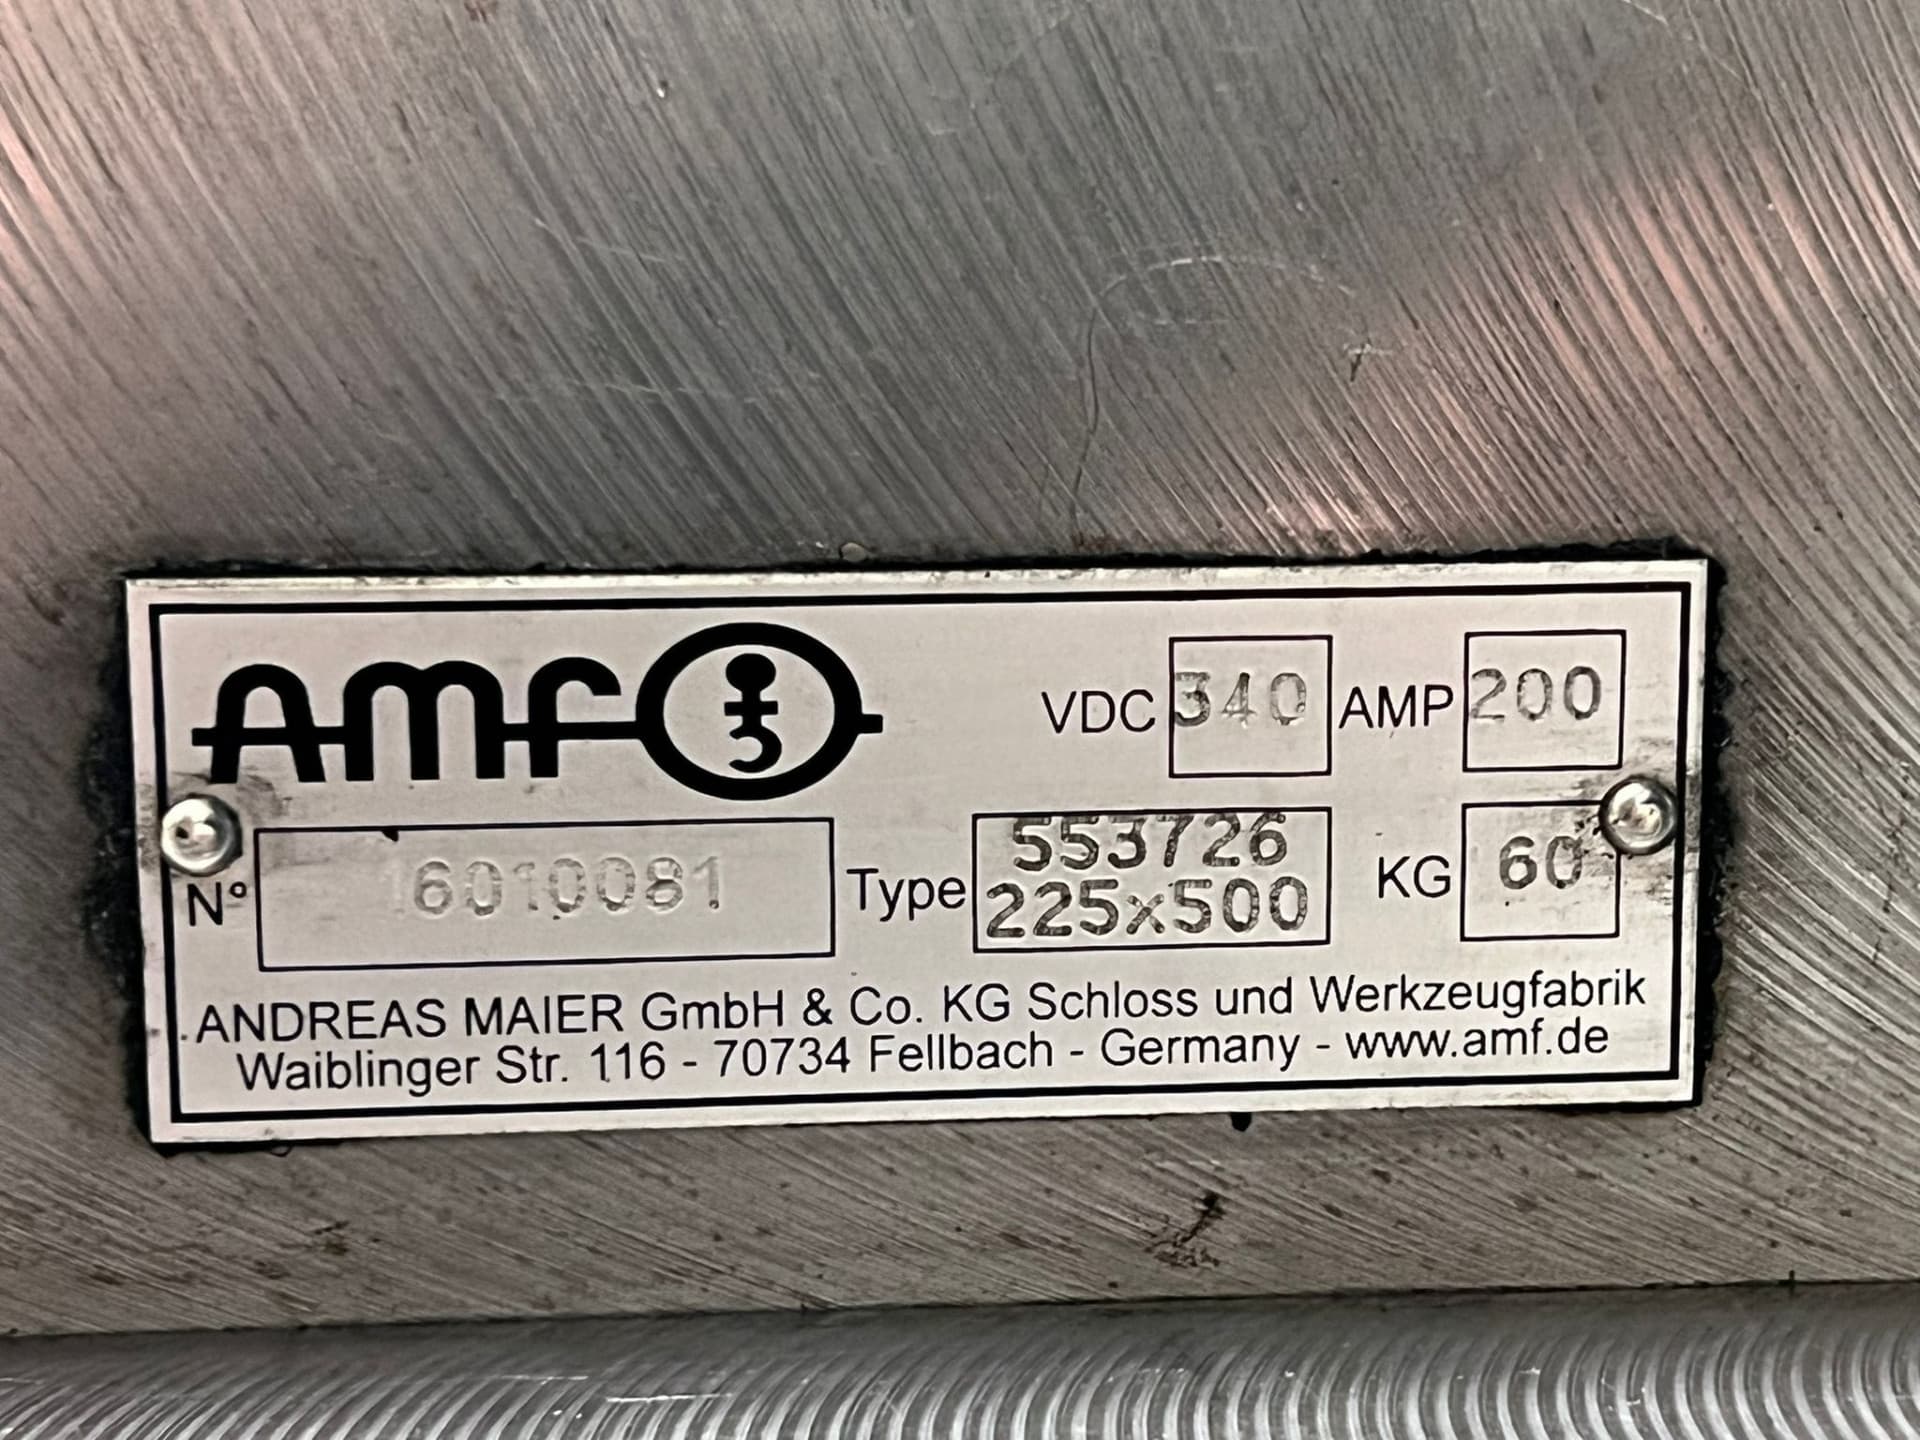 AMF
VDC 340 AMP 200
Nº 16010081 Type 553726 225x500 KG 60
ANDREAS MAIER GmbH & Co. KG Schloss und Werkzeugfabrik
Waiblinger Str. 116 - 70734 Fellbach - Germany - www.amf.de